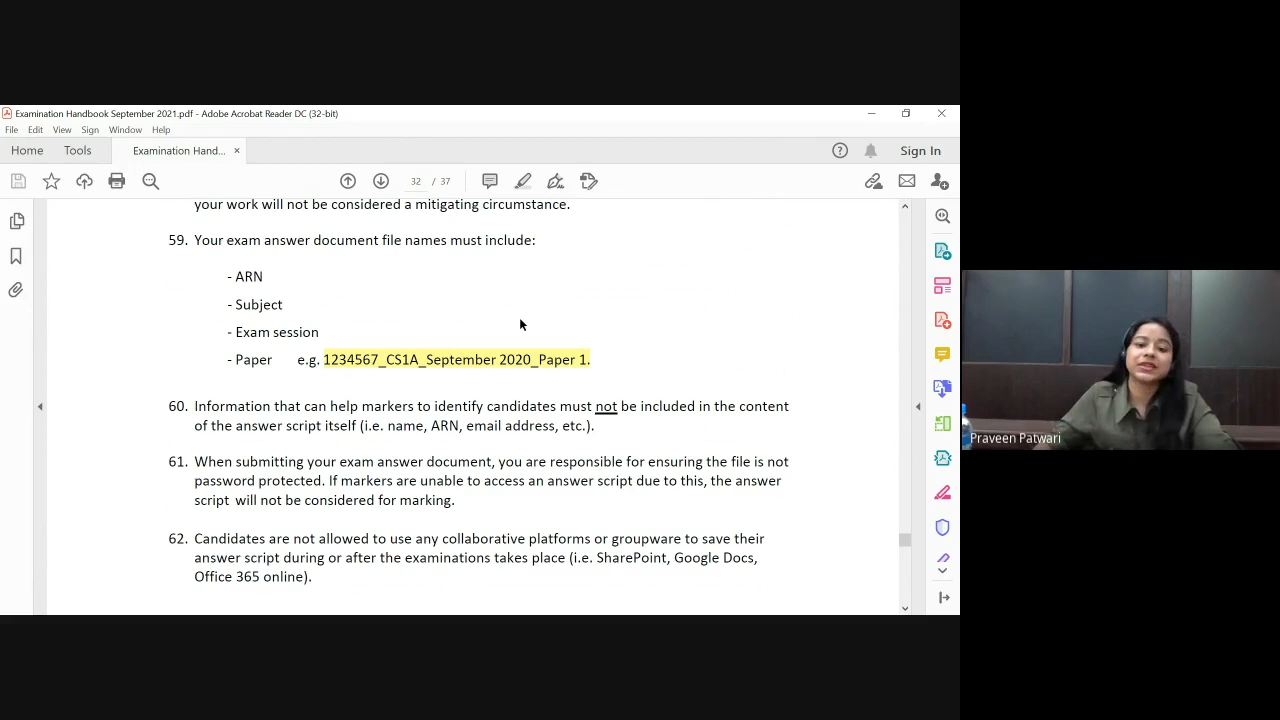 Examination Handbook September 2021.pdf - Adobe Acrobat Reader DC (32-bit)
File Edit View Sign Window Help
Home Tools Examination Hand... × Sign In
32 / 37
your work will not be considered a mitigating circumstance.
59. Your exam answer document file names must include:
- ARN
- Subject
- Exam session
- Paper e.g. 1234567_CS1A_September 2020_Paper 1.
60. Information that can help markers to identify candidates must not be included in the content
of the answer script itself (i.e. name, ARN, email address, etc.).
61. When submitting your exam answer document, you are responsible for ensuring the file is not
password protected. If markers are unable to access an answer script due to this, the answer
script will not be considered for marking.
62. Candidates are not allowed to use any collaborative platforms or groupware to save their
answer script during or after the examinations takes place (i.e. SharePoint, Google Docs,
Office 365 online).
Praveen Patwari